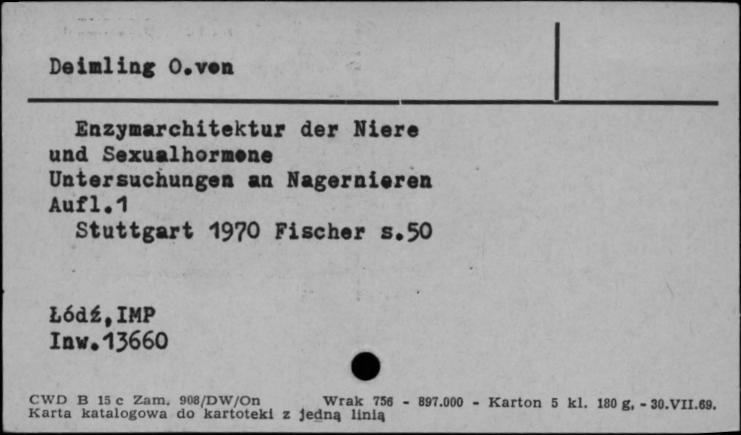 Deimling O.von
Enzymarchitektur der Niere
und Sexualhormone
Untersuchungen an Nagernieren
Aufl.1
Stuttgart 1970 Fischer s.50
Łódź,IMP
Inw.13660
CWD B 15 c Zam. 908/DW/On Wrak 756 - 897.000 - Karton 5 kl. 180 g, - 30.VII.69.
Karta katalogowa do kartoteki z jedną linią